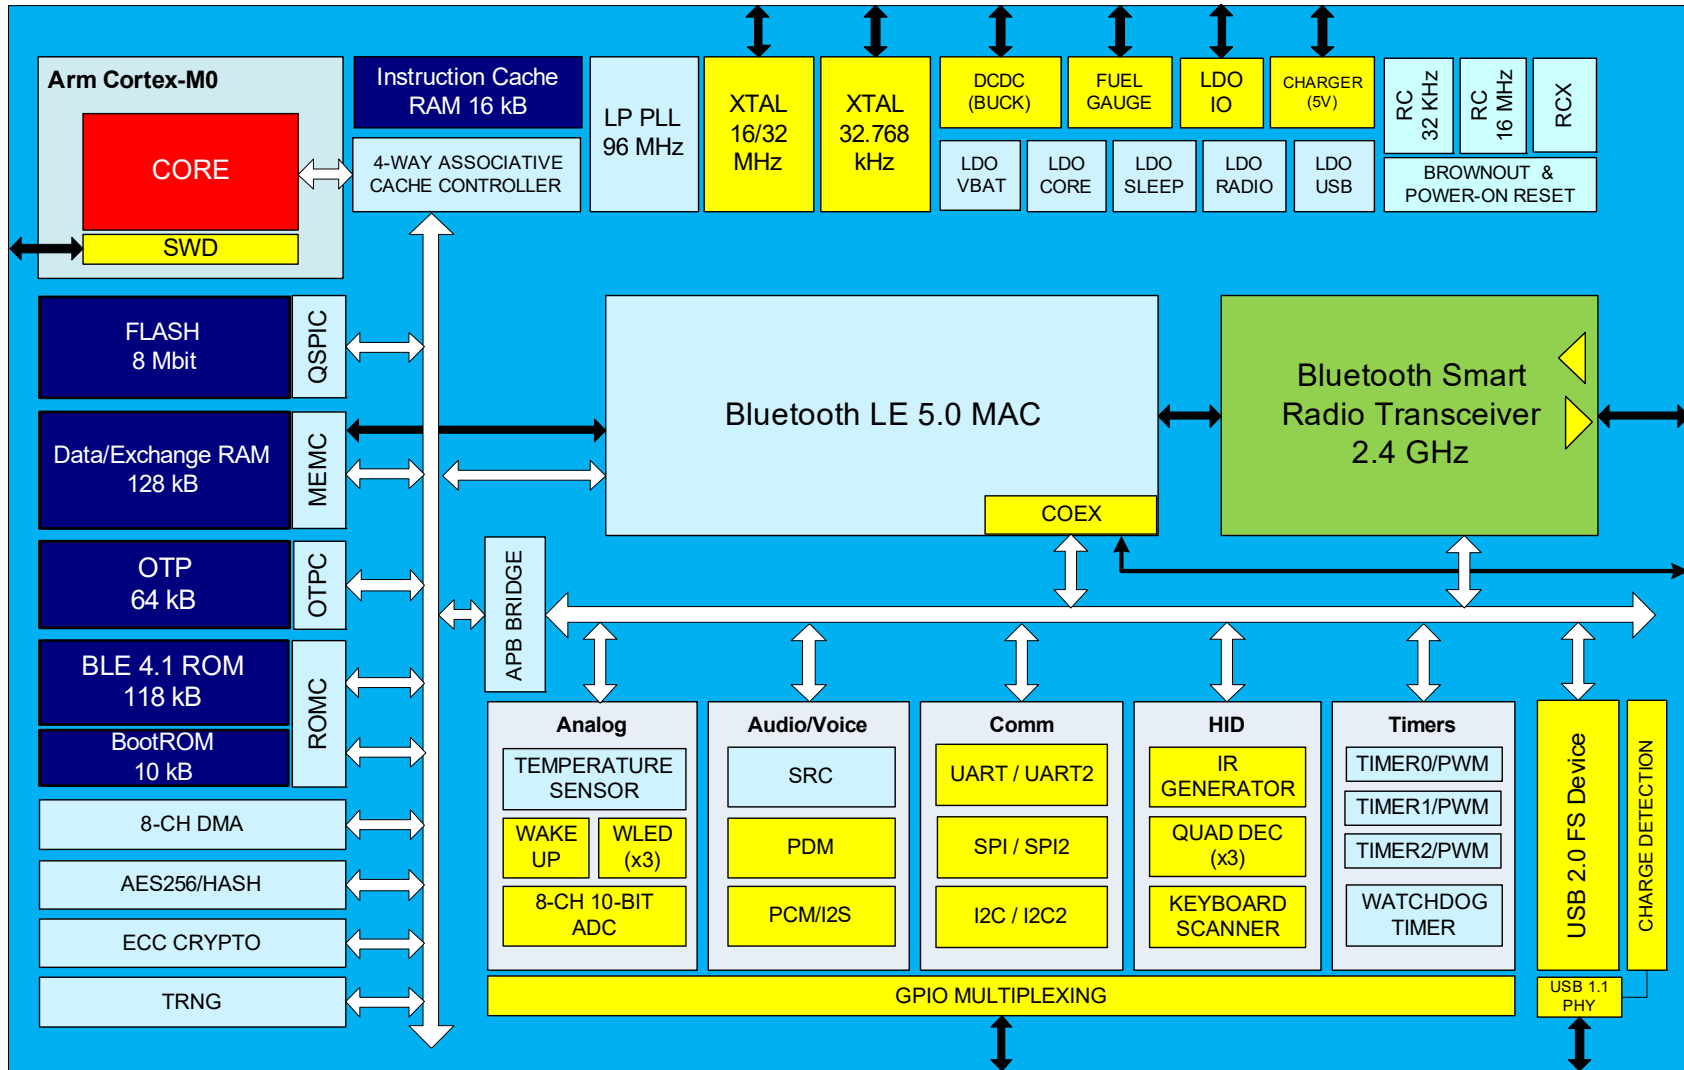 Arm Cortex-M0
CORE
SWD
Instruction Cache
RAM 16 kB
4-WAY ASSOCIATIVE
CACHE CONTROLLER
LP PLL
96 MHz
XTAL
16/32
MHz
XTAL
32.768
kHz
DCDC
(BUCK)
FUEL
GAUGE
LDO
IO
CHARGER
(5V)
LDO
VBAT
LDO
CORE
LDO
SLEEP
LDO
RADIO
LDO
USB
RC
32 KHz
RC
16 MHz
RCX
BROWNOUT &
POWER-ON RESET
FLASH
8 Mbit
QSPIC
Data/Exchange RAM
128 kB
MEMC
OTP
64 kB
OTPC
BLE 4.1 ROM
118 kB
BootROM
10 kB
ROMC
8-CH DMA
AES256/HASH
ECC CRYPTO
TRNG
Bluetooth LE 5.0 MAC
COEX
Bluetooth Smart
Radio Transceiver
2.4 GHz
APB BRIDGE
Analog
TEMPERATURE
SENSOR
WAKE
UP
WLED
(x3)
8-CH 10-BIT
ADC
Audio/Voice
SRC
PDM
PCM/I2S
Comm
UART / UART2
SPI / SPI2
I2C / I2C2
HID
IR
GENERATOR
QUAD DEC
(x3)
KEYBOARD
SCANNER
Timers
TIMER0/PWM
TIMER1/PWM
TIMER2/PWM
WATCHDOG
TIMER
USB 2.0 FS Device
CHARGE DETECTION
USB 1.1
PHY
GPIO MULTIPLEXING